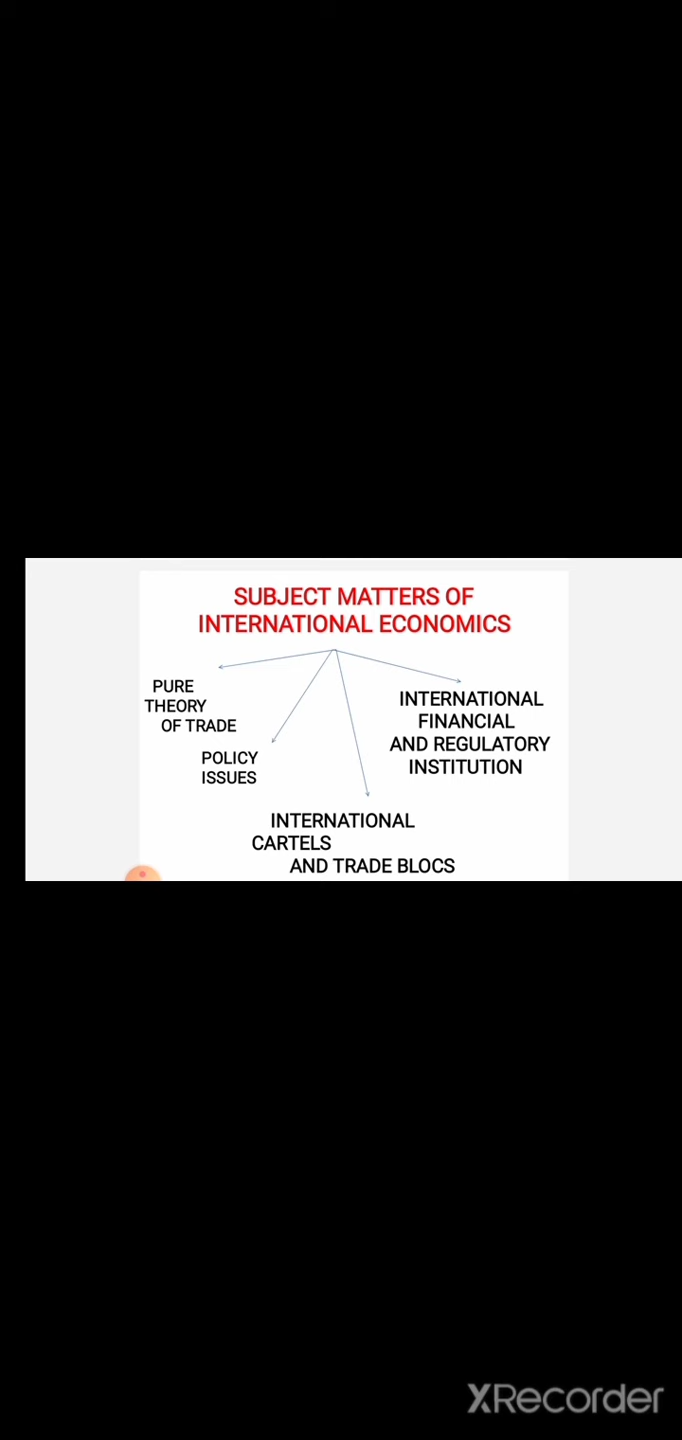 SUBJECT MATTERS OF
INTERNATIONAL ECONOMICS
PURE
THEORY
OF TRADE
POLICY
ISSUES
INTERNATIONAL
CARTELS
AND TRADE BLOCS
INTERNATIONAL
FINANCIAL
AND REGULATORY
INSTITUTION
XRecorder